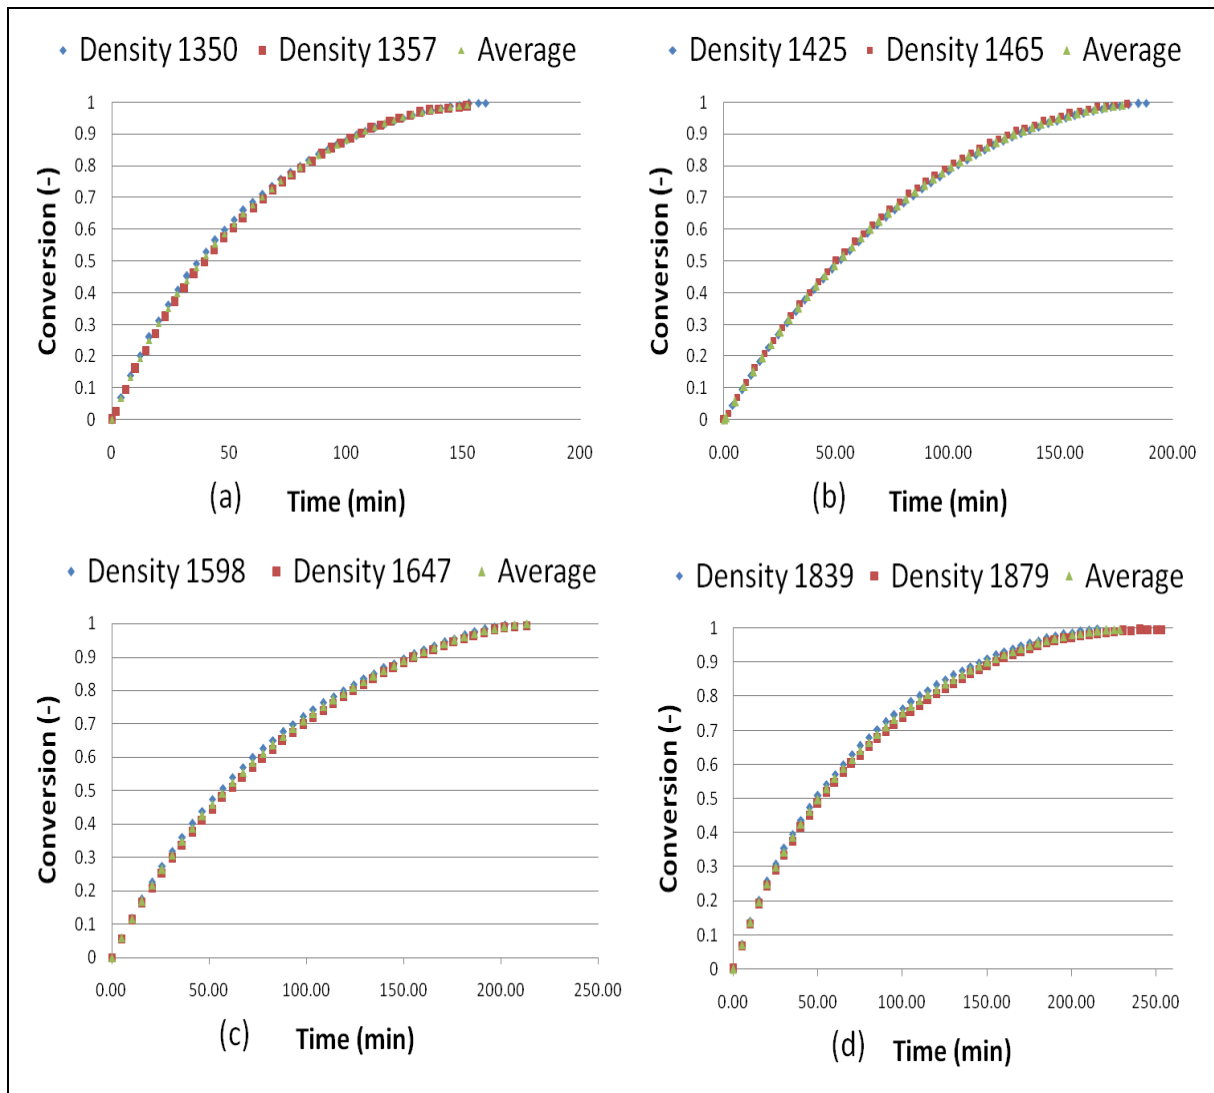 Density 1350 Density 1357 Average
1
0.9
0.8
0.7
0.6
0.5
0.4
0.3
0.2
0.1
0
Conversion (-)
0 50 100 150 200
(a) Time (min)
Density 1425 Density 1465 Average
1
0.9
0.8
0.7
0.6
0.5
0.4
0.3
0.2
0.1
0
Conversion (-)
0.00 50.00 100.00 150.00 200.00
(b) Time (min)
Density 1598 Density 1647 Average
1
0.9
0.8
0.7
0.6
0.5
0.4
0.3
0.2
0.1
0
Conversion (-)
0.00 50.00 100.00 150.00 200.00 250.00
(c) Time (min)
Density 1839 Density 1879 Average
1
0.9
0.8
0.7
0.6
0.5
0.4
0.3
0.2
0.1
0
Conversion (-)
0.00 50.00 100.00 150.00 200.00 250.00
(d) Time (min)